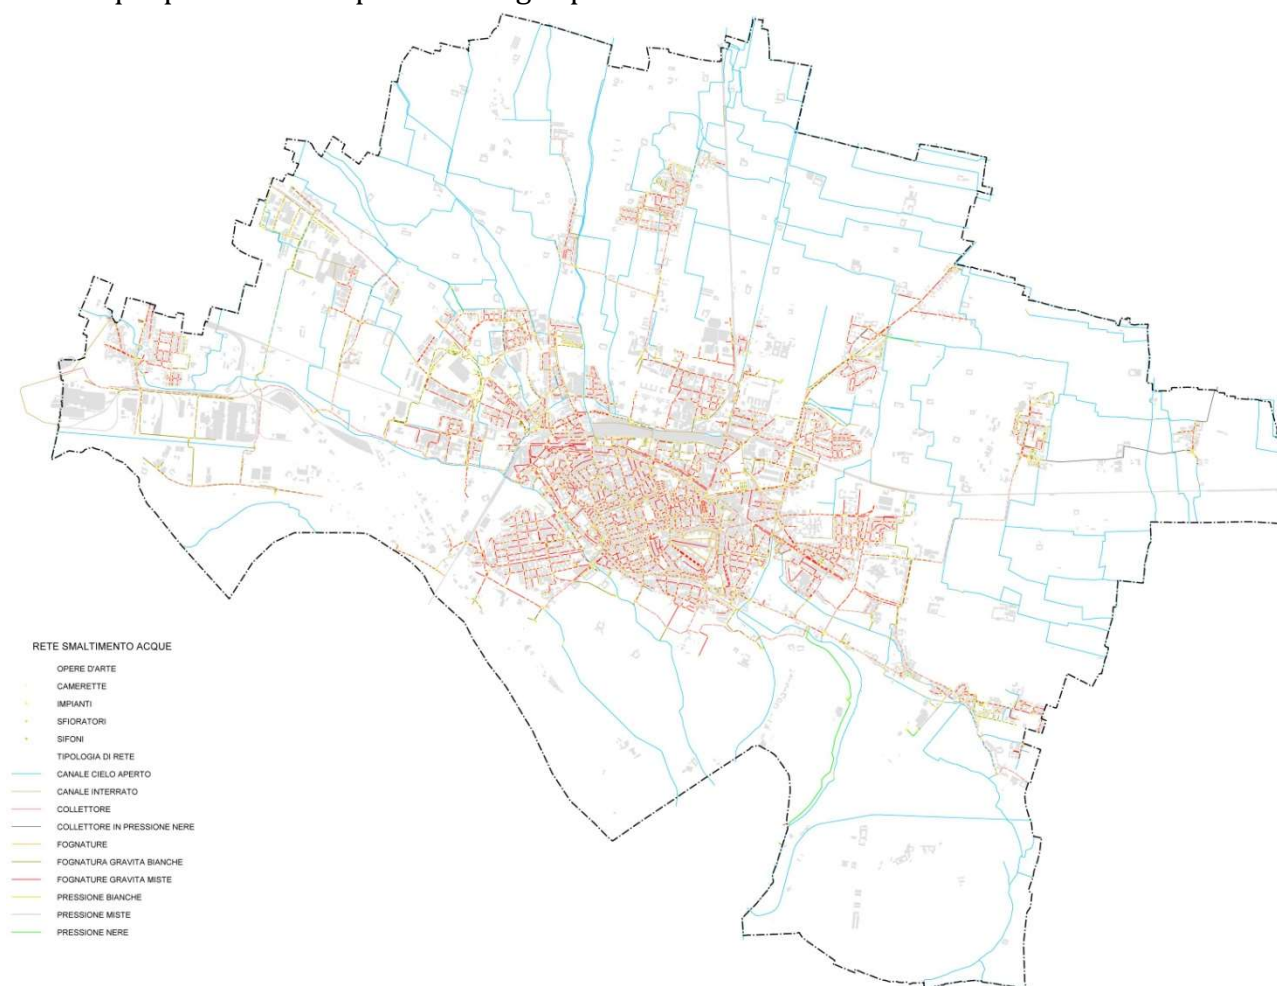 RETE SMALTIMENTO ACQUE
OPERE D'ARTE
CAMERETTE
IMPIANTI
SFIORATORI
SIFONI
TIPOLOGIA DI RETE
CANALE CIELO APERTO
CANALE INTERRATO
COLLETTORE
COLLETTORE IN PRESSIONE NERE
FOGNATURE
FOGNATURA GRAVITA BIANCHE
FOGNATURE GRAVITA MISTE
PRESSIONE BIANCHE
PRESSIONE MISTE
PRESSIONE NERE